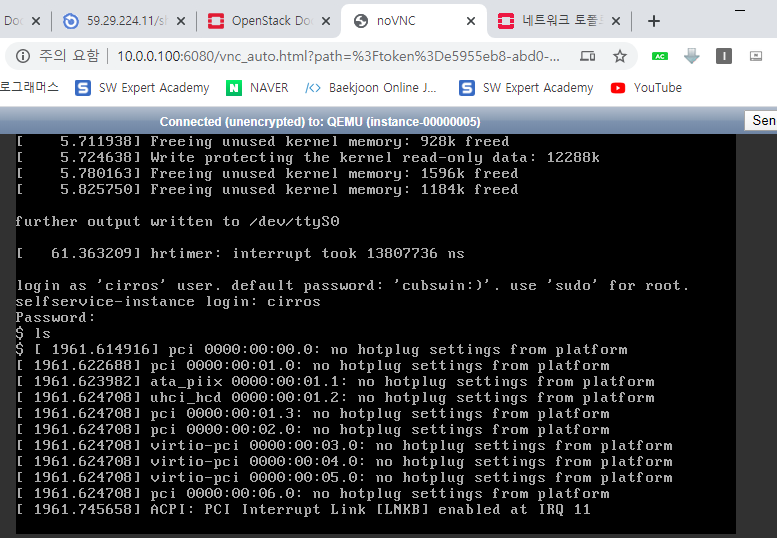 Doc
59.29.224.11/sl
OpenStack Doc
noVNC
네트워크 토폴로
주의 요함
10.0.0.100:6080/vnc_auto.html?path=%3Ftoken%3De5955eb8-abd0-...
로그래머스
SW Expert Academy
NAVER
Baekjoon Online J...
SW Expert Academy
YouTube
Connected (unencrypted) to: QEMU (instance-00000005)
Sen
[    5.711938] Freeing unused kernel memory: 928k freed
[    5.724638] Write protecting the kernel read-only data: 12288k
[    5.780163] Freeing unused kernel memory: 1596k freed
[    5.825750] Freeing unused kernel memory: 1184k freed
further output written to /dev/ttyS0
[   61.363209] hrtimer: interrupt took 13807736 ns
login as 'cirros' user. default password: 'cubswin:)'. use 'sudo' for root.
selfservice-instance login: cirros
Password:
$ ls
$ [ 1961.614916] pci 0000:00:00.0: no hotplug settings from platform
[ 1961.622688] pci 0000:00:01.0: no hotplug settings from platform
[ 1961.623982] ata_piix 0000:00:01.1: no hotplug settings from platform
[ 1961.624708] uhci_hcd 0000:00:01.2: no hotplug settings from platform
[ 1961.624708] pci 0000:00:01.3: no hotplug settings from platform
[ 1961.624708] pci 0000:00:02.0: no hotplug settings from platform
[ 1961.624708] virtio-pci 0000:00:03.0: no hotplug settings from platform
[ 1961.624708] virtio-pci 0000:00:04.0: no hotplug settings from platform
[ 1961.624708] virtio-pci 0000:00:05.0: no hotplug settings from platform
[ 1961.624708] pci 0000:00:06.0: no hotplug settings from platform
[ 1961.745658] ACPI: PCI Interrupt Link [LNKB] enabled at IRQ 11